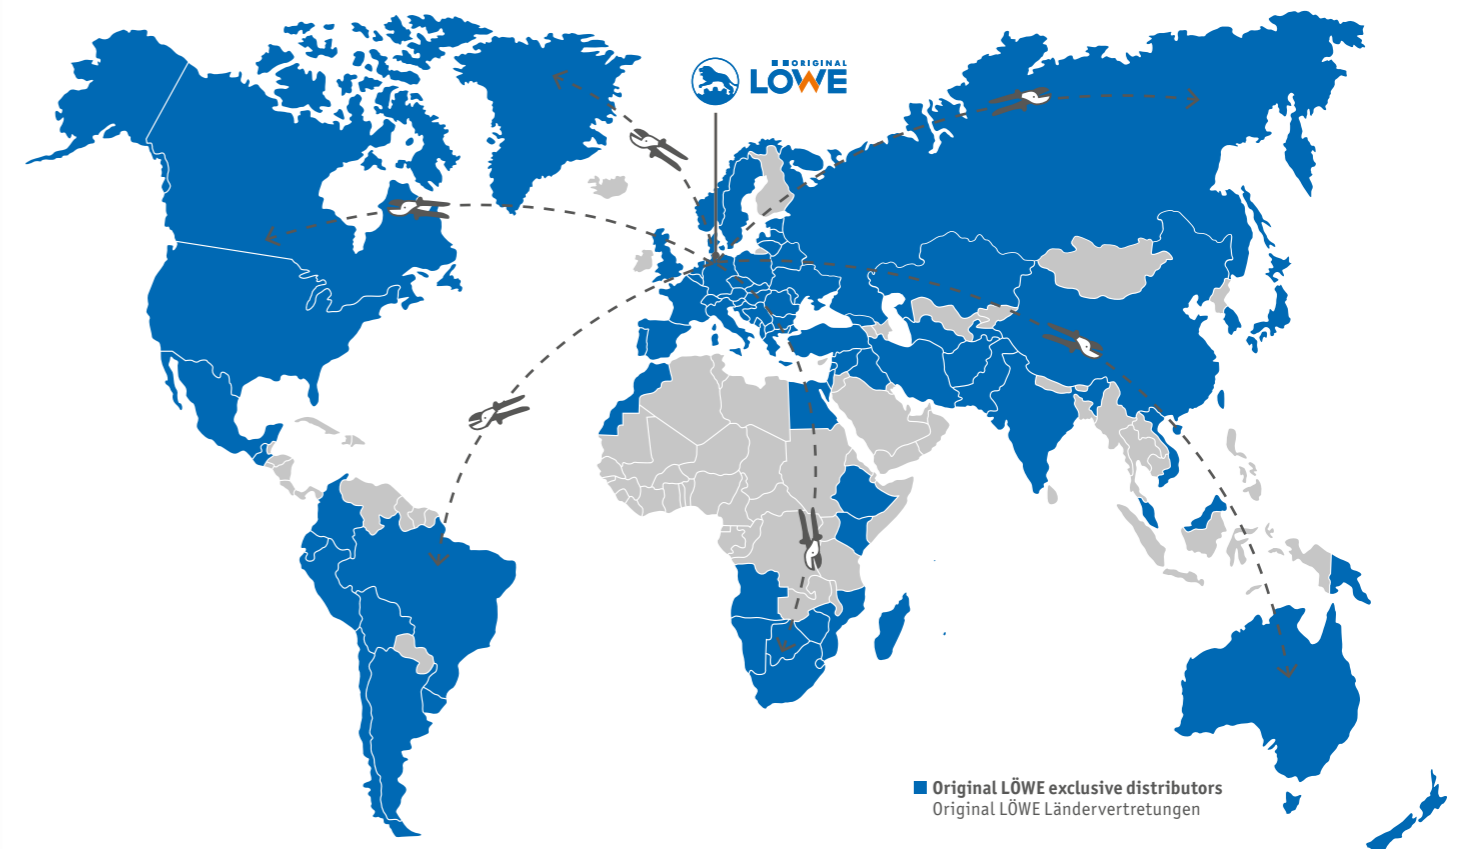 ORIGINAL
LÖWE
Original LÖWE exclusive distributors
Original LÖWE Ländervertretungen